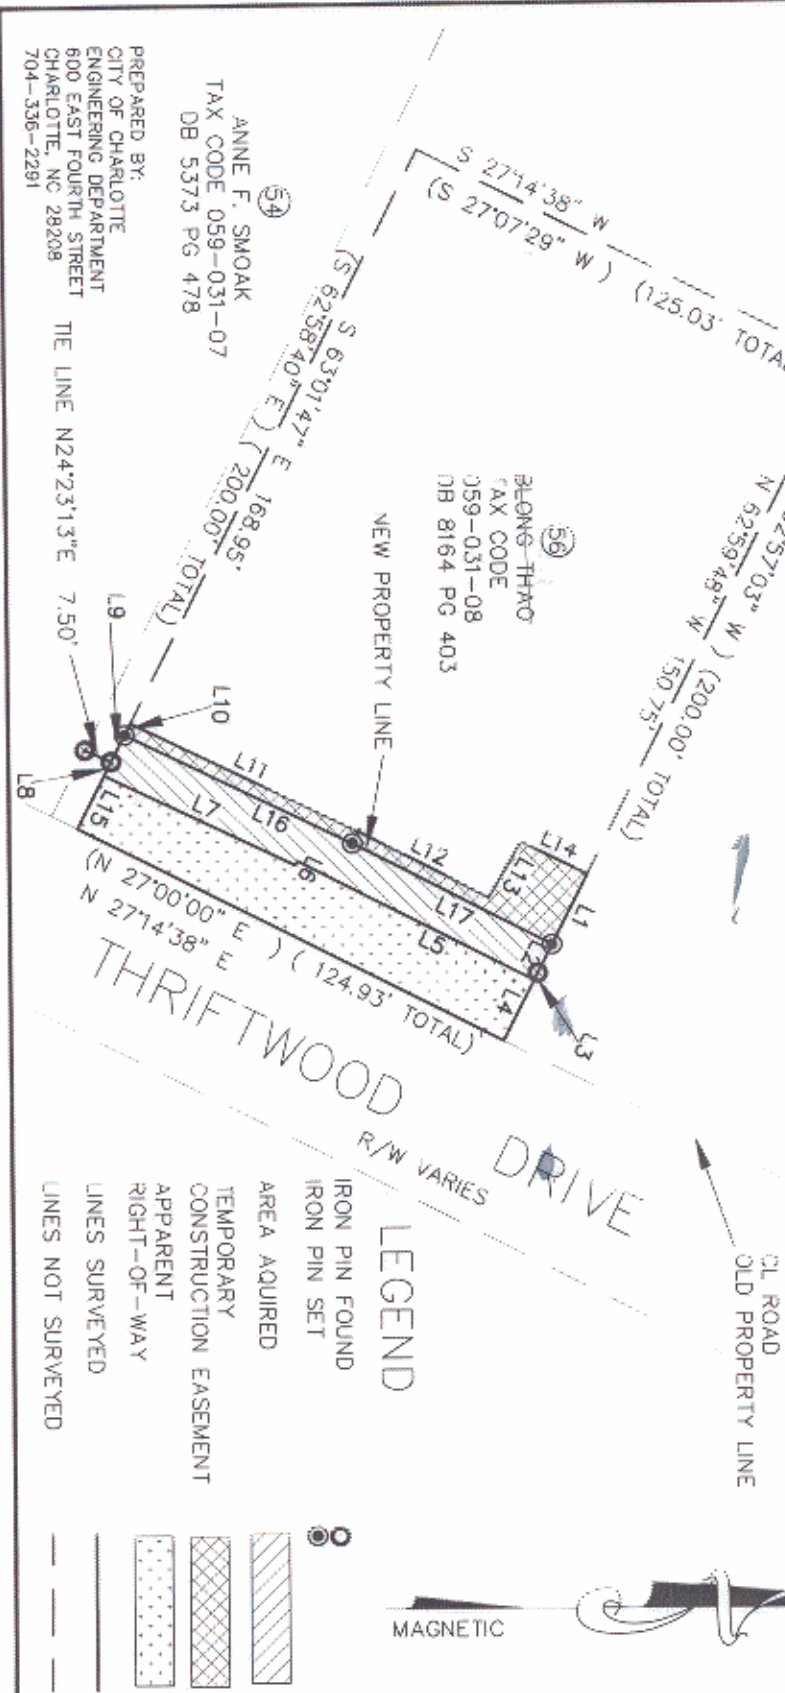 S 27°14'38" W
(S 27°07'29" W ) (125.03' TOTAL
57'03" W ) (200.00' TOTAL)
N 62°59'48" W 150.75'
54
ANNE F. SMOAK
TAX CODE 059-031-07
DB 5373 PG 478
S 63°01'47" E 168.95'
(S 62°58'40" E ) ( 200.00' TOTAL)
56
BLONG THAO
TAX CODE
059-031-08
DB 8164 PG 403
NEW PROPERTY LINE
PREPARED BY:
CITY OF CHARLOTTE
ENGINEERING DEPARTMENT
600 EAST FOURTH STREET
CHARLOTTE, NC 28208
704-336-2291
TIE LINE N24°23'13"E 7.50'
L9
L10
L8
L11
L16
L7
L15
L12
L17
L6
L5
L14
L13
L1
L2
L4
L3
(N 27°00'00" E ) ( 124.93' TOTAL)
N 27°14'38" E
THRIFTWOOD DRIVE
R/W VARIES
CL ROAD
OLD PROPERTY LINE
LEGEND
IRON PIN FOUND
IRON PIN SET
AREA AQUIRED
TEMPORARY
CONSTRUCTION EASEMENT
APPARENT
RIGHT-OF-WAY
LINES SURVEYED
LINES NOT SURVEYED
MAGNETIC